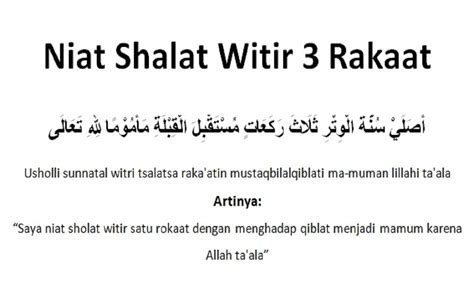 Niat Shalat Witir 3 Rakaat
أُصَلِّيْ سُنَّةَ الْوِتْرِ ثَلَاثَ رَكَعَاتٍ مُسْتَقْبِلَ الْقِبْلَةِ مَأْمُوْمًا لِلهِ تَعَالَى
Usholli sunnatal witri tsalatsa raka'atin mustaqbilalqiblati ma-muman lillahi ta'ala
Artinya:
“Saya niat sholat witir satu rokaat dengan menghadap qiblat menjadi mamum karena
Allah ta'ala”